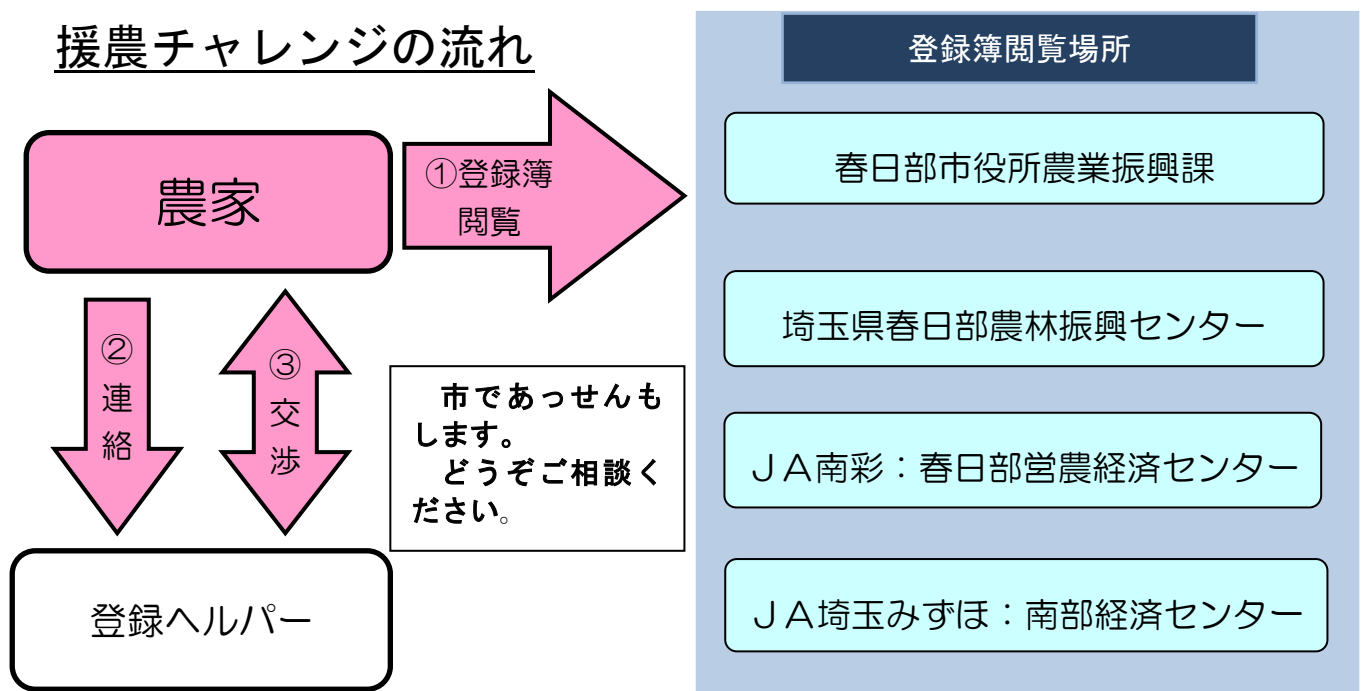 援農チャレンジの流れ
農家
①登録簿
閲覧
②
連
絡
③
交
渉
市であっせんも
します。
どうぞご相談く
ださい。
登録ヘルパー
登録簿閲覧場所
春日部市役所農業振興課
埼玉県春日部農林振興センター
ＪＡ南彩：春日部営農経済センター
ＪＡ埼玉みずほ：南部経済センター